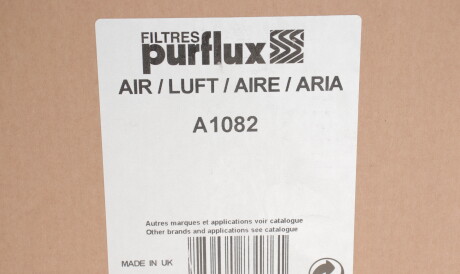 FILTRES
purflux
AIR / LUFT / AIRE / ARIA
A1082
Autres marques et applications voir catalogue
Other brands and applications see catalogue
MADE IN UK